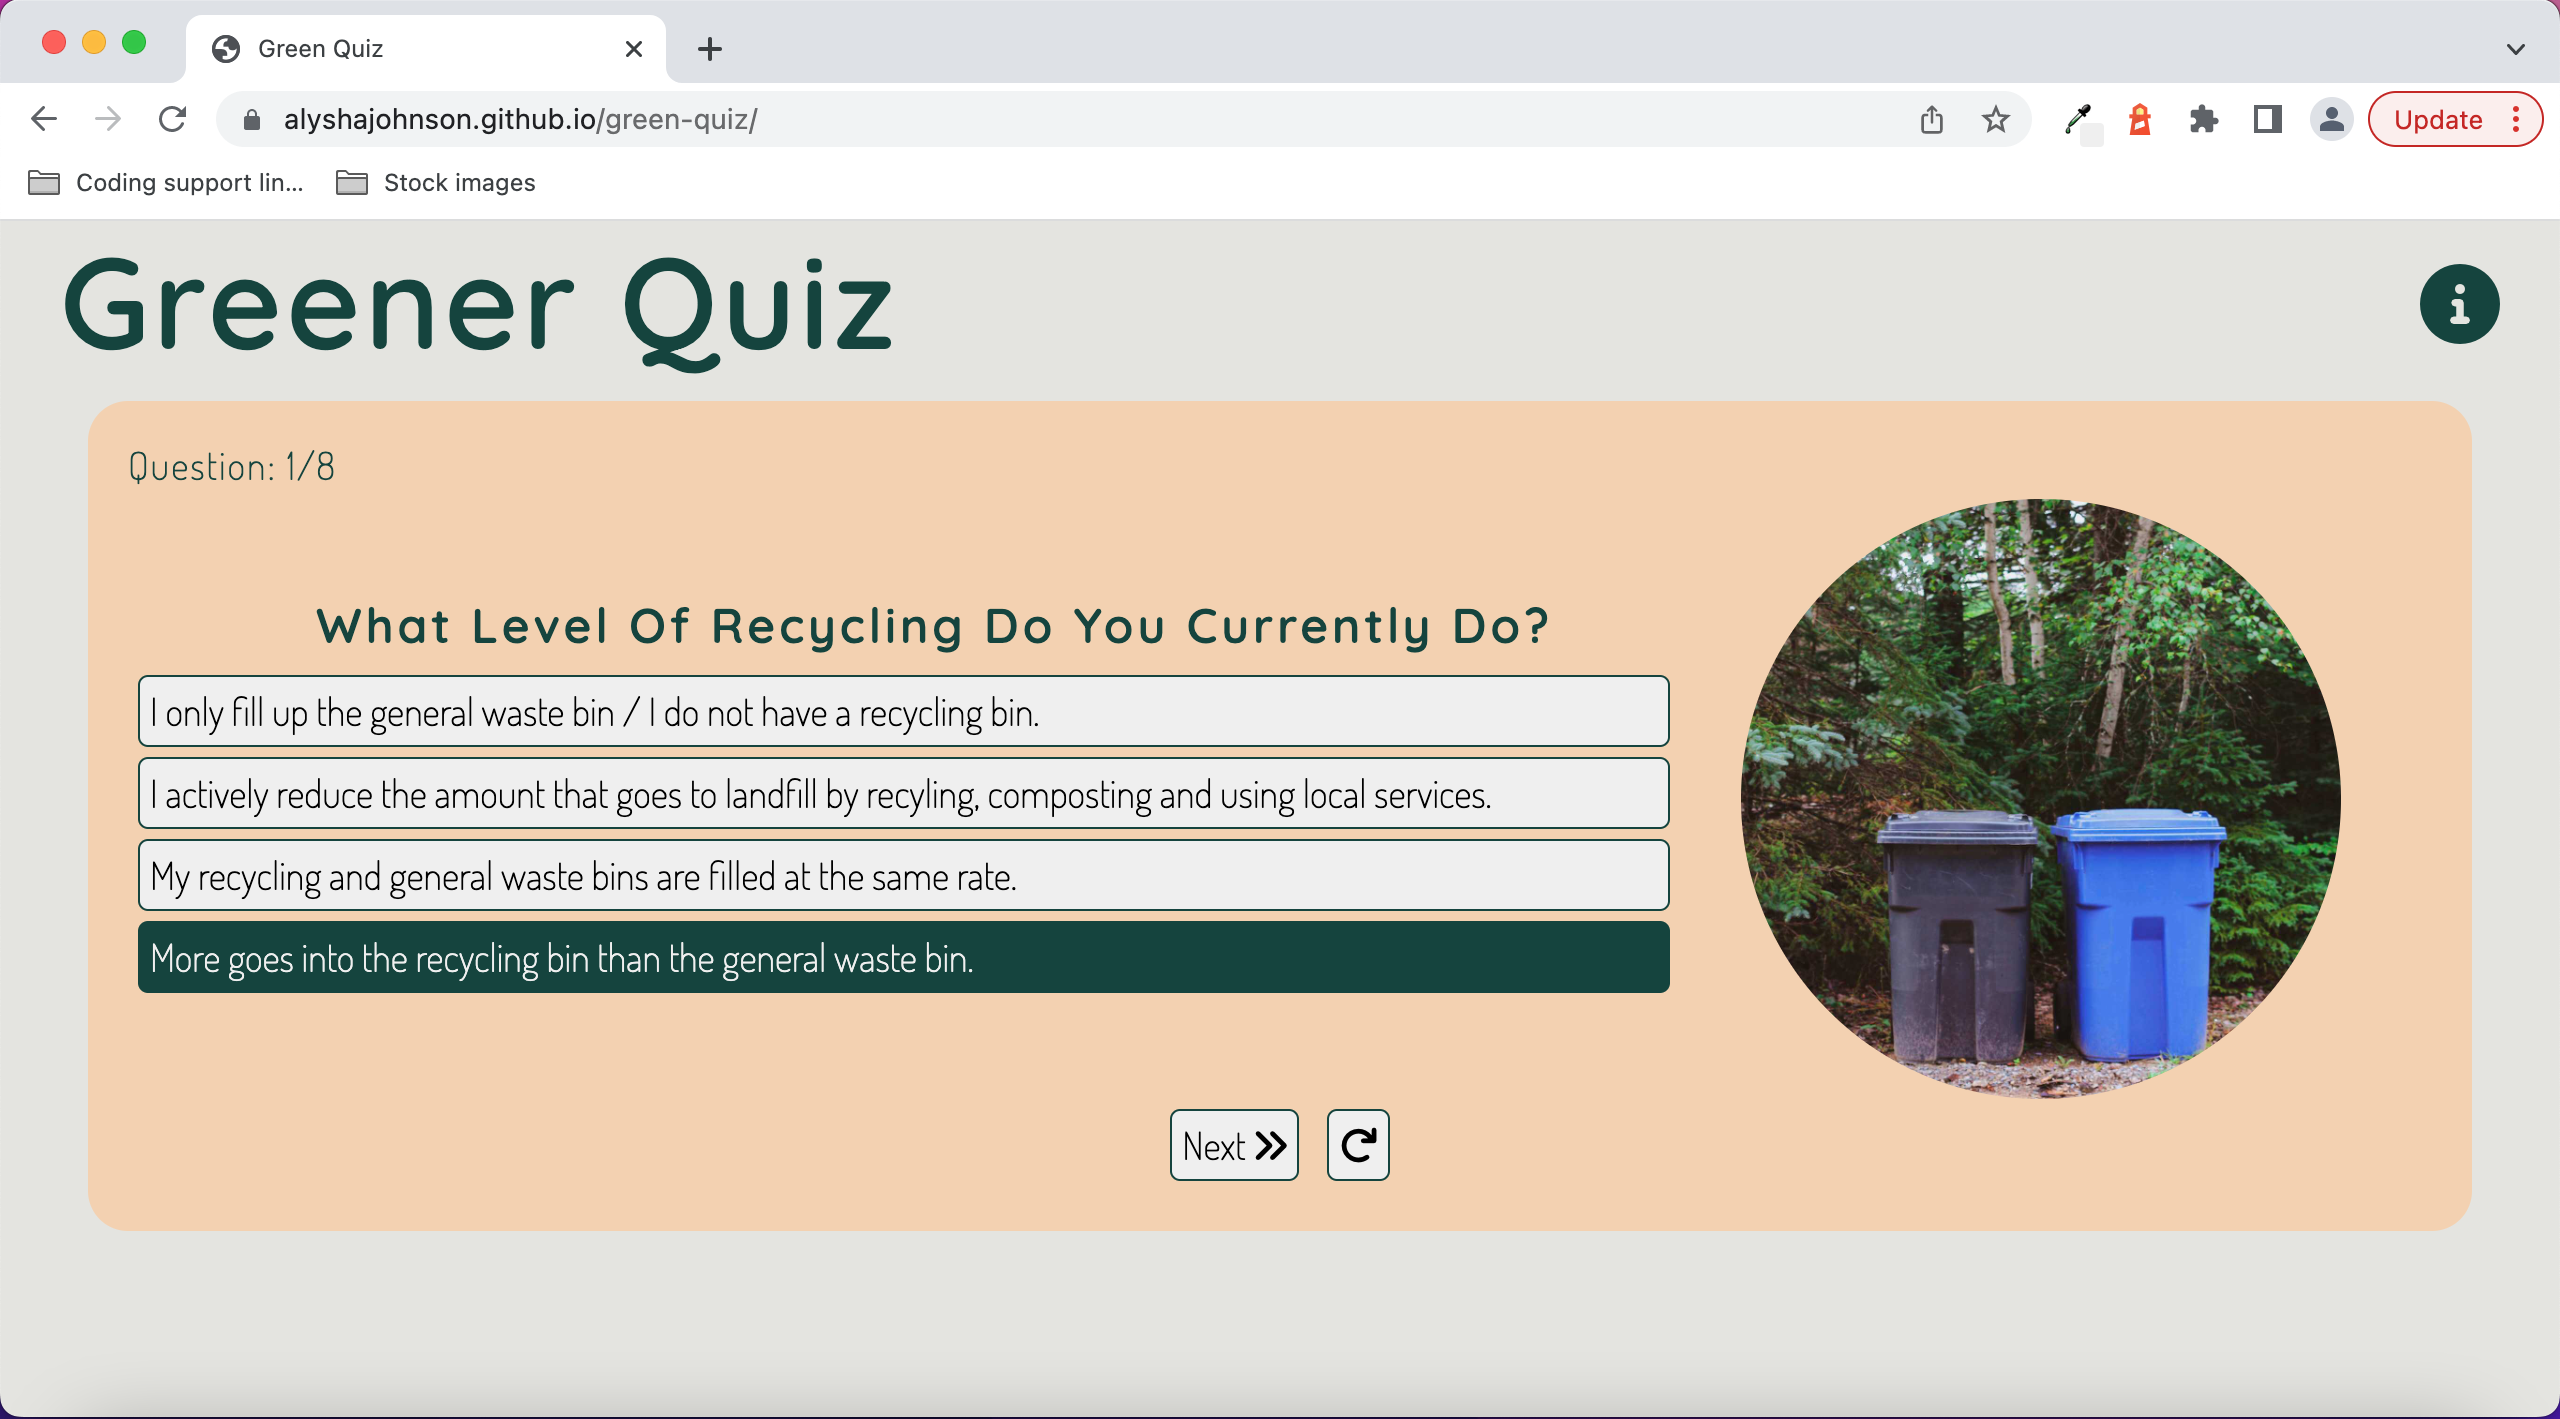 Green Quiz
alyshajohnson.github.io/green-quiz/
Update
Coding support lin...
Stock images
Greener Quiz
Question: 1/8
What Level Of Recycling Do You Currently Do?
I only fill up the general waste bin / I do not have a recycling bin.
I actively reduce the amount that goes to landfill by recyling, composting and using local services.
My recycling and general waste bins are filled at the same rate.
More goes into the recycling bin than the general waste bin.
Next